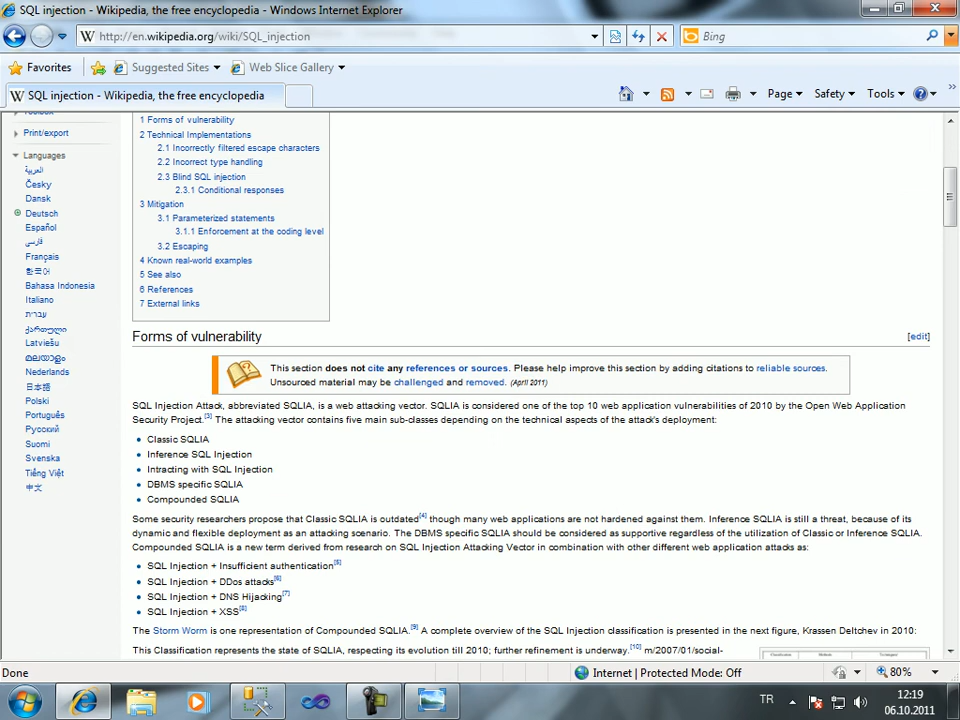 SQL injection - Wikipedia, the free encyclopedia - Windows Internet Explorer
http://en.wikipedia.org/wiki/SQL_injection
Bing
Favorites
Suggested Sites
Web Slice Gallery
SQL injection - Wikipedia, the free encyclopedia
Page
Safety
Tools
Toolbox
Print/export
Languages
العربية
Česky
Dansk
Deutsch
Español
فارسی
Français
한국어
Bahasa Indonesia
Italiano
עברית
ქართული
Latviešu
മലയാളം
Nederlands
日本語
Polski
Português
Русский
Suomi
Svenska
Tiếng Việt
中文
1 Forms of vulnerability
2 Technical Implementations
2.1 Incorrectly filtered escape characters
2.2 Incorrect type handling
2.3 Blind SQL injection
2.3.1 Conditional responses
3 Mitigation
3.1 Parameterized statements
3.1.1 Enforcement at the coding level
3.2 Escaping
4 Known real-world examples
5 See also
6 References
7 External links
Forms of vulnerability
[edit]
This section does not cite any references or sources. Please help improve this section by adding citations to reliable sources.
Unsourced material may be challenged and removed. (April 2011)
SQL Injection Attack, abbreviated SQLIA, is a web attacking vector. SQLIA is considered one of the top 10 web application vulnerabilities of 2010 by the Open Web Application
Security Project.[3] The attacking vector contains five main sub-classes depending on the technical aspects of the attack's deployment:
Classic SQLIA
Inference SQL Injection
Intracting with SQL Injection
DBMS specific SQLIA
Compounded SQLIA
Some security researchers propose that Classic SQLIA is outdated[4] though many web applications are not hardened against them. Inference SQLIA is still a threat, because of its
dynamic and flexible deployment as an attacking scenario. The DBMS specific SQLIA should be considered as supportive regardless of the utilization of Classic or Inference SQLIA.
Compounded SQLIA is a new term derived from research on SQL Injection Attacking Vector in combination with other different web application attacks as:
SQL Injection + Insufficient authentication[5]
SQL Injection + DDos attacks[6]
SQL Injection + DNS Hijacking[7]
SQL Injection + XSS[8]
The Storm Worm is one representation of Compounded SQLIA.[9] A complete overview of the SQL Injection classification is presented in the next figure, Krassen Deltchev in 2010:
This Classification represents the state of SQLIA, respecting its evolution till 2010; further refinement is underway.[10] m/2007/01/social-
Done
Internet | Protected Mode: Off
80%
TR
12:19
06.10.2011